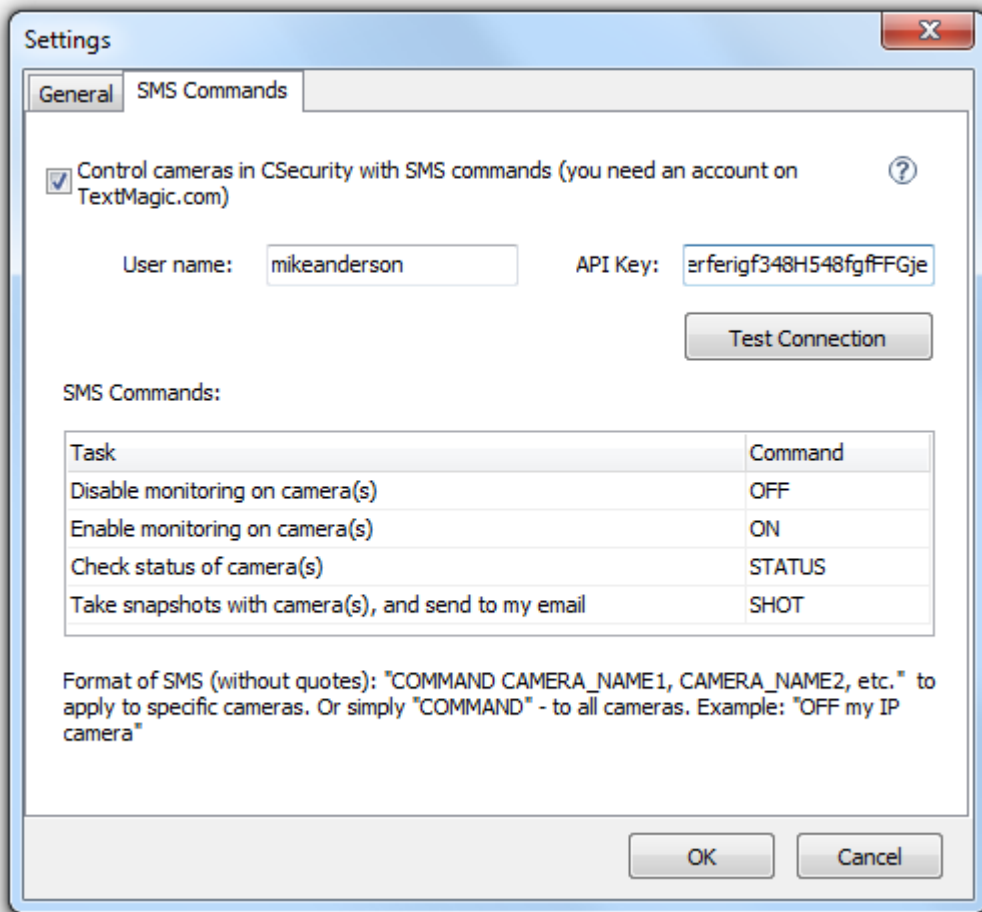 Settings
General SMS Commands
Control cameras in CSecurity with SMS commands (you need an account on
TextMagic.com)
?
User name: mikeanderson API Key: erferigf348H548fgfFFGje
Test Connection
SMS Commands:
Task Command
Disable monitoring on camera(s) OFF
Enable monitoring on camera(s) ON
Check status of camera(s) STATUS
Take snapshots with camera(s), and send to my email SHOT
Format of SMS (without quotes): "COMMAND CAMERA_NAME1, CAMERA_NAME2, etc." to
apply to specific cameras. Or simply "COMMAND" - to all cameras. Example: "OFF my IP
camera"
OK Cancel